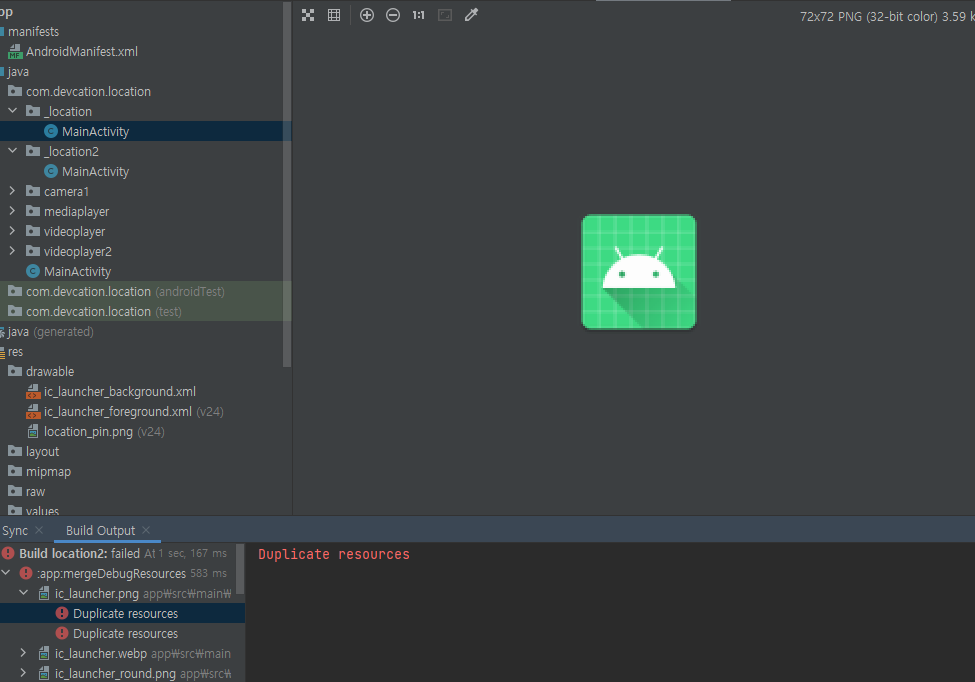 pp
72x72 PNG (32-bit color) 3.59 k
1:1
manifests
AndroidManifest.xml
java
com.devcation.location
_location
MainActivity
_location2
MainActivity
camera1
mediaplayer
videoplayer
videoplayer2
MainActivity
com.devcation.location (androidTest)
com.devcation.location (test)
java (generated)
res
drawable
ic_launcher_background.xml
ic_launcher_foreground.xml (v24)
location_pin.png (v24)
layout
mipmap
raw
values
Sync Build Output
Build location2: failed At 1 sec, 167 ms
Duplicate resources
:app:mergeDebugResources 583 ms
ic_launcher.png app₩src₩main₩
Duplicate resources
Duplicate resources
ic_launcher.webp app₩src₩main
ic_launcher_round.png app₩src₩